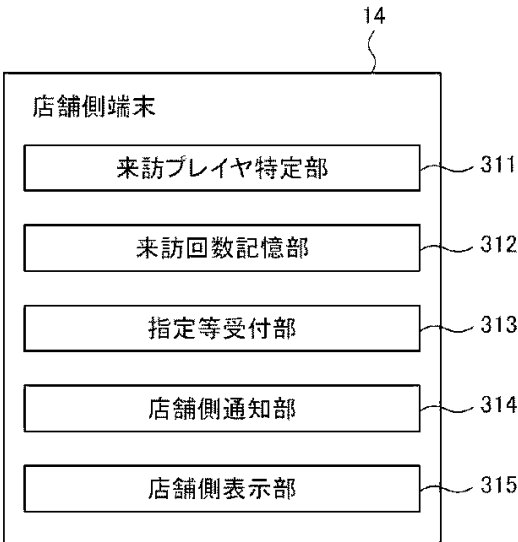 14
店舗側端末
来訪プレイヤ特定部 311
来訪回数記憶部 312
指定等受付部 313
店舗側通知部 314
店舗側表示部 315